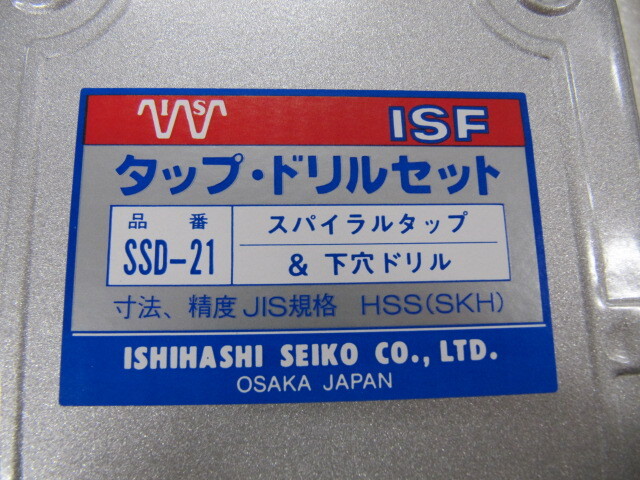 IS ISF
タップ・ドリルセット
品番 スパイラルタップ
SSD-21 & 下穴ドリル
寸法、精度JIS規格 HSS(SKH)
ISHIHASHI SEIKO CO., LTD.
OSAKA JAPAN